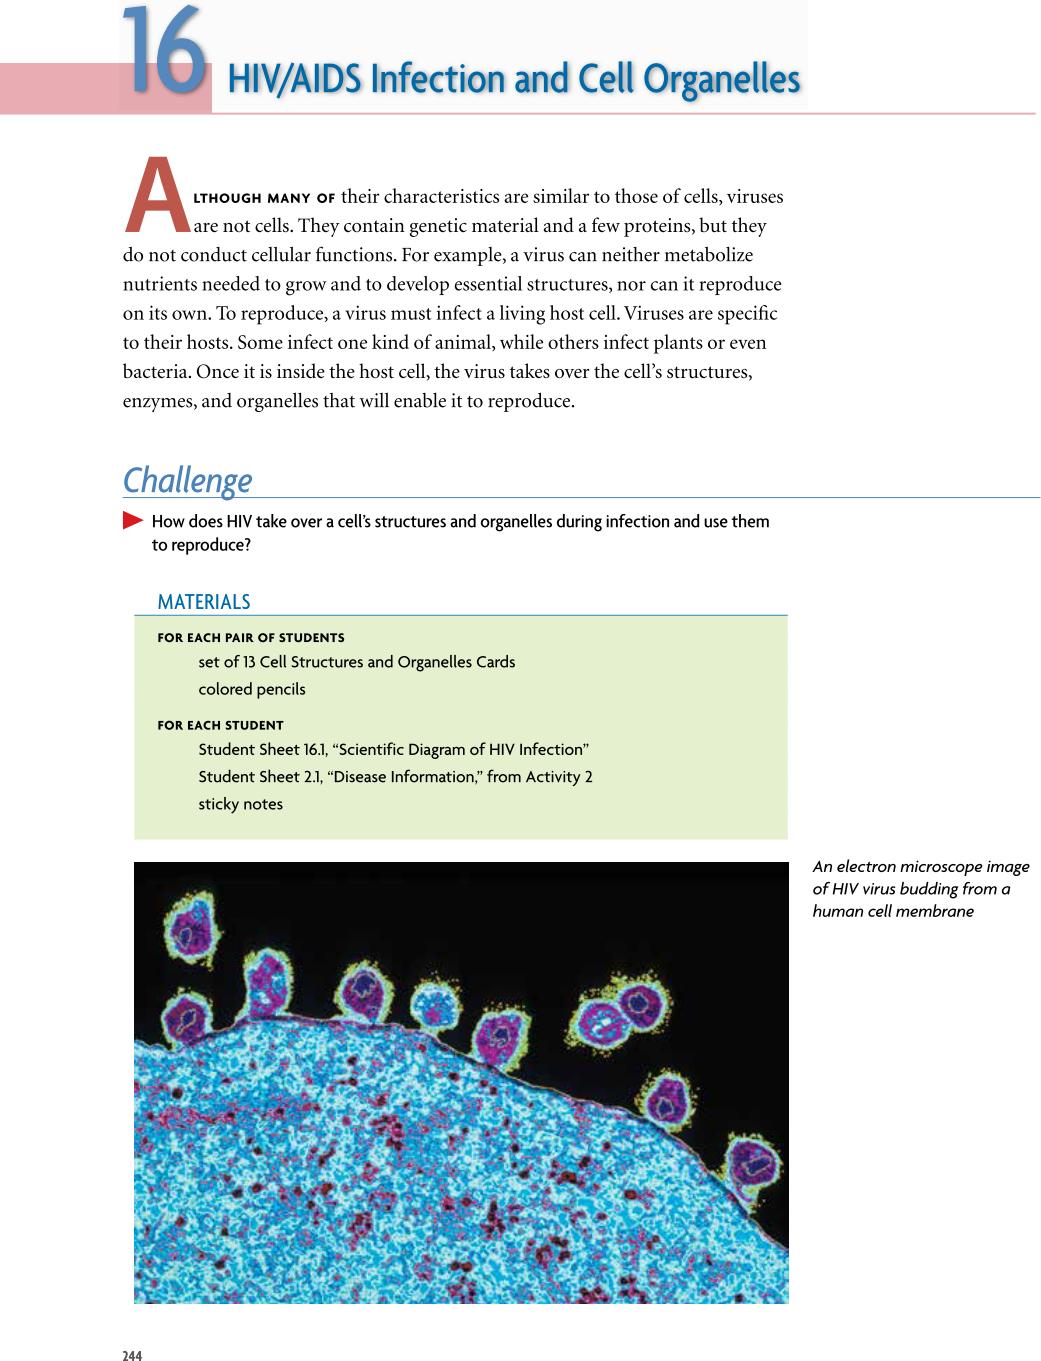 16
HIV/AIDS Infection and Cell Organelles
ALTHOUGH MANY OF their characteristics are similar to those of cells, viruses
are not cells. They contain genetic material and a few proteins, but they
do not conduct cellular functions. For example, a virus can neither metabolize
nutrients needed to grow and to develop essential structures, nor can it reproduce
on its own. To reproduce, a virus must infect a living host cell. Viruses are specific
to their hosts. Some infect one kind of animal, while others infect plants or even
bacteria. Once it is inside the host cell, the virus takes over the cell’s structures,
enzymes, and organelles that will enable it to reproduce.
Challenge
How does HIV take over a cell’s structures and organelles during infection and use them
to reproduce?
MATERIALS
FOR EACH PAIR OF STUDENTS
set of 13 Cell Structures and Organelles Cards
colored pencils
FOR EACH STUDENT
Student Sheet 16.1, “Scientific Diagram of HIV Infection”
Student Sheet 2.1, “Disease Information,” from Activity 2
sticky notes
An electron microscope image
of HIV virus budding from a
human cell membrane
244